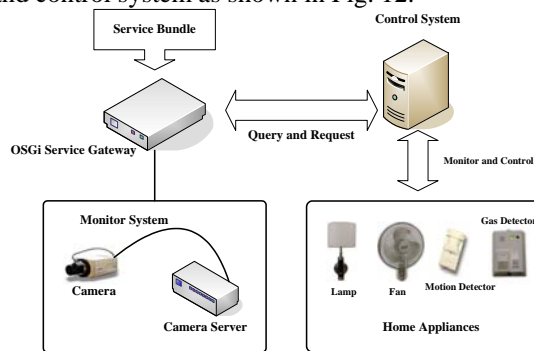 nd control system as shown in Fig. 12.
Service Bundle
Control System
OSGi Service Gateway
Query and Request
Monitor and Control
Monitor System
Camera
Camera Server
Gas Detector
Lamp
Fan
Motion Detector
Home Appliances